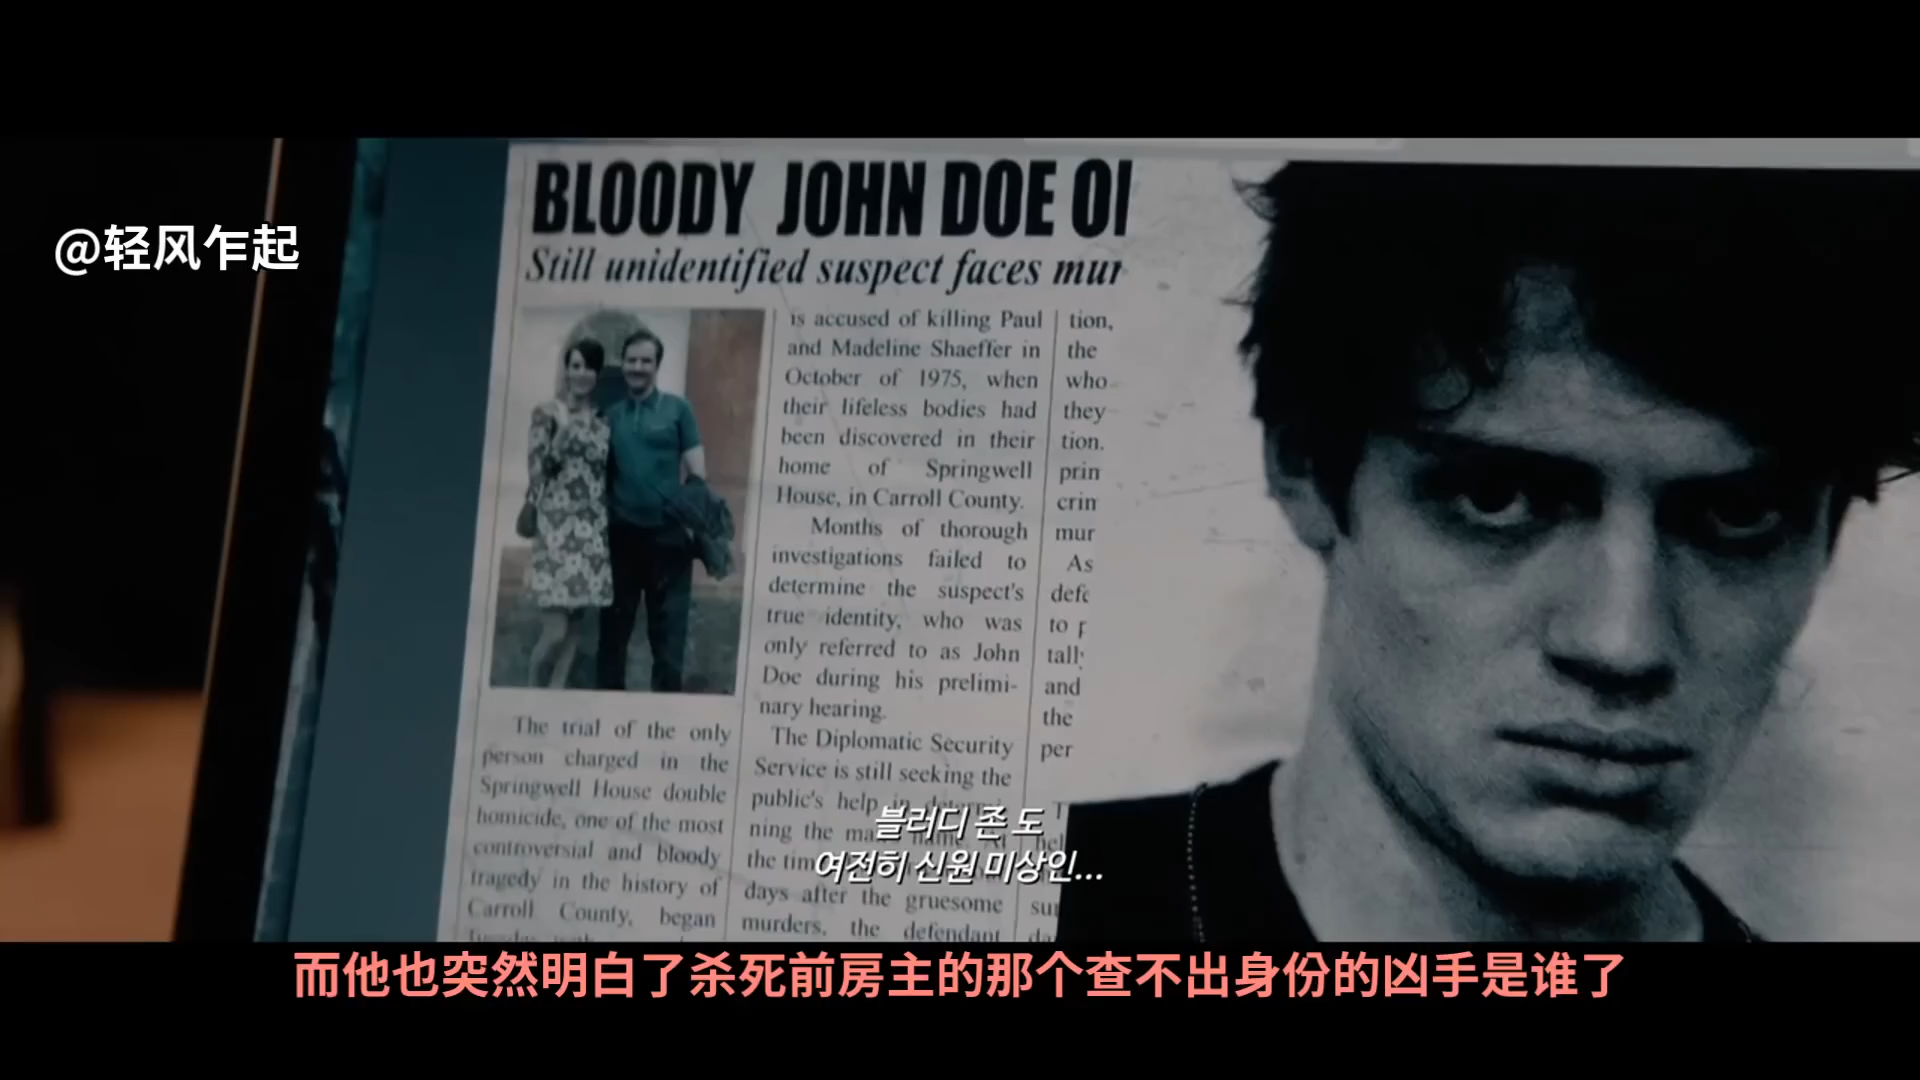 BLOODY JOHN DOE
Still unidentified suspect faces
@轻风乍起
is accused of killing Paul
and Madeline Shaeffer in
October of 1975, when
their lifeless bodies had
been discovered in their
home of Springwell
House, in Carroll County.
Months of thorough
investigations failed to
determine the suspect's
true identity, who was
only referred to as John
Doe during his prelimi-
nary hearing.
The Diplomatic Security
Service is still seeking the
public's help
ning the
the
days after the gruesome
murders, the defendant
The trial of the only
person charged in the
Springwell House double
homicide, one of the most
controversial and bloody
tragedy in the history of
Carroll County, began
tion,
the
who
they
tion.
As
to
and
the
per
블러디 존 도
여전히 신원 미상인...
而他也突然明白了杀死前房主的那个查不出身份的凶手是谁了